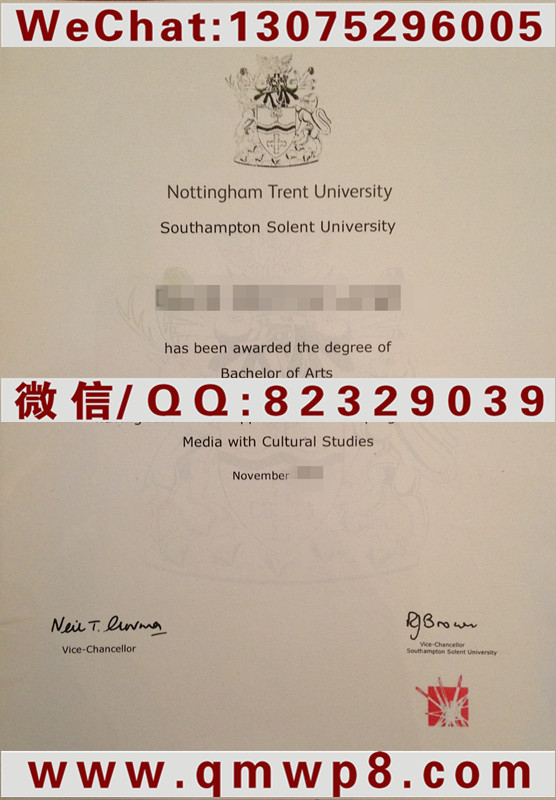 WeChat:13075296005
Nottingham Trent University
Southampton Solent University
has been awarded the degree of
Bachelor of Arts
微信/QQ:82329039
Media with Cultural Studies
November
Vice-Chancellor
Vice-Chancellor
Southampton Solent University
www.qmwp8.com